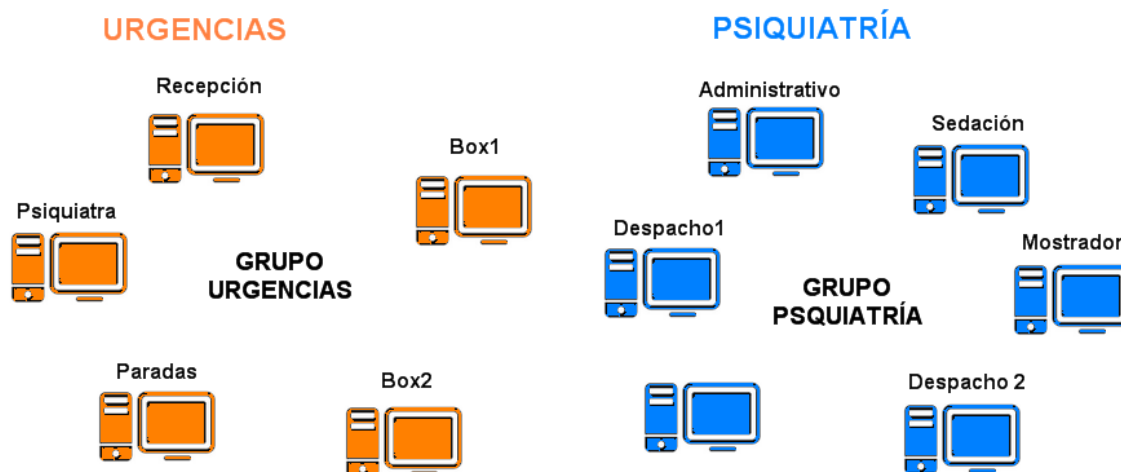 URGENCIAS
Recepción
Box1
Psiquiatra
GRUPO
URGENCIAS
Paradas
Box2
PSIQUIATRÍA
Administrativo
Sedación
Despacho1
Mostrador
GRUPO
PSQUIATRÍA
Despacho 2